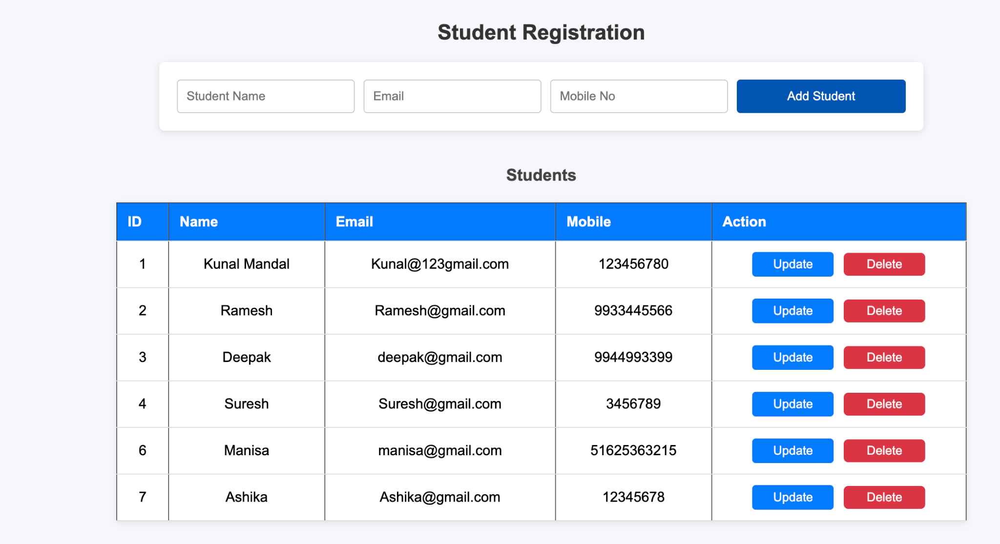 Student Registration
Student Name Email Mobile No Add Student
Students
ID Name Email Mobile Action
1 Kunal Mandal Kunal@123gmail.com 123456780 Update Delete
2 Ramesh Ramesh@gmail.com 9933445566 Update Delete
3 Deepak deepak@gmail.com 9944993399 Update Delete
4 Suresh Suresh@gmail.com 3456789 Update Delete
6 Manisa manisa@gmail.com 51625363215 Update Delete
7 Ashika Ashika@gmail.com 12345678 Update Delete